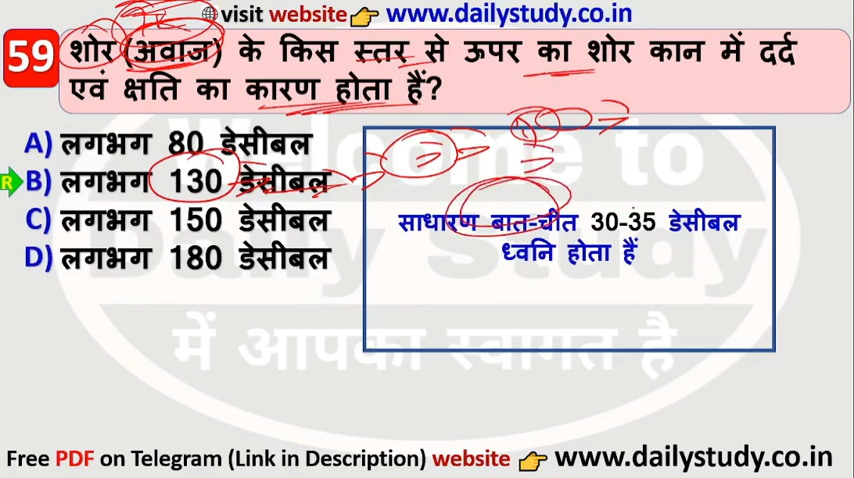 visit website 👉 www.dailystudy.co.in
59 शोर (अवाज) के किस स्तर से ऊपर का शोर कान में दर्द
एवं क्षति का कारण होता हैं?
A) लगभग 80 डेसीबल
R B) लगभग 130 डेसीबल
C) लगभग 150 डेसीबल
D) लगभग 180 डेसीबल
साधारण बात-चीत 30-35 डेसीबल
ध्वनि होता हैं
Welcome to
Daily Study
में आपका स्वागत है
Free PDF on Telegram (Link in Description) website 👉 www.dailystudy.co.in